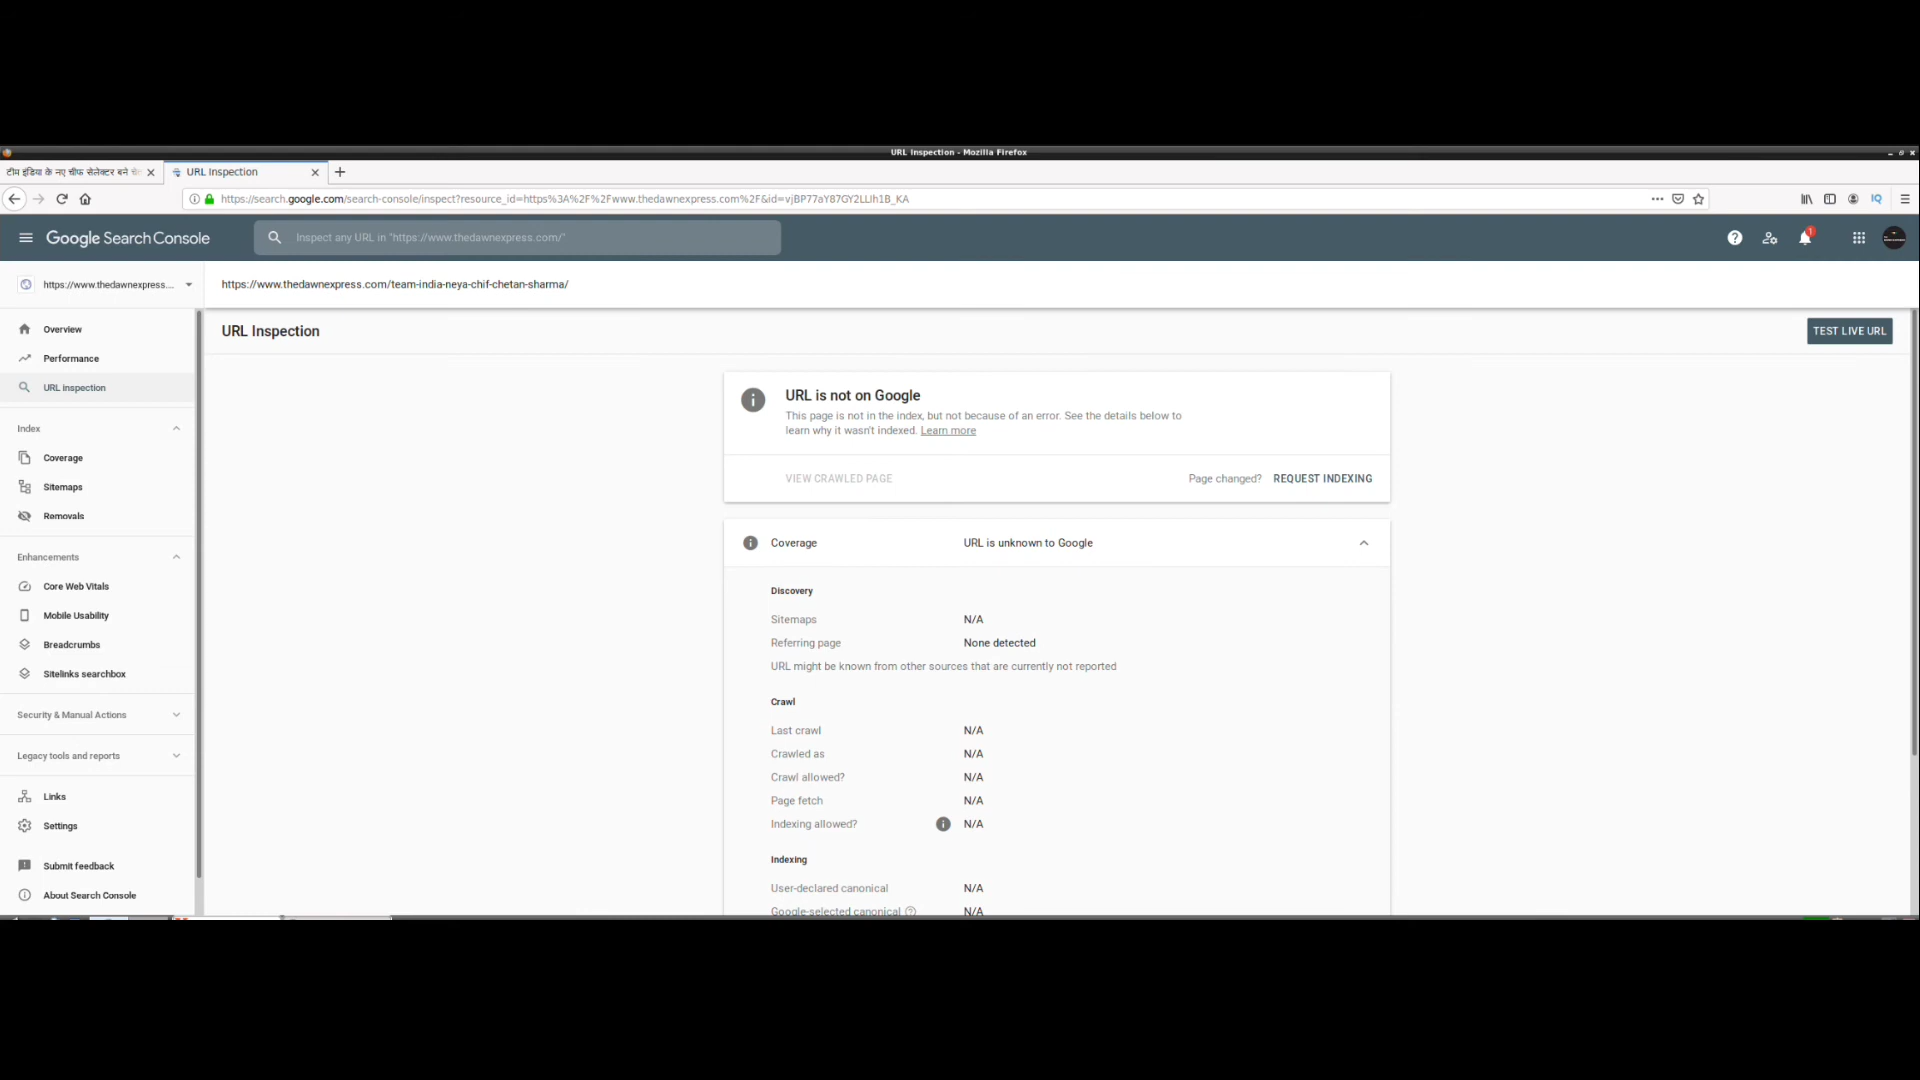 URL Inspection - Mozilla Firefox
टीम इंडिया के नए चीफ सेलेक्टर बने
URL Inspection
https://search.google.com/search-console/inspect?resource_id=https%3A%2F%2Fwww.thedawnexpress.com%2F&id=vjBP77aY87GY2LLIh1B_KA
Google Search Console
Inspect any URL in "https://www.thedawnexpress.com/"
1
https://www.thedawnexpress....
https://www.thedawnexpress.com/team-india-neya-chif-chetan-sharma/
Overview
Performance
URL inspection
Index
Coverage
Sitemaps
Removals
Enhancements
Core Web Vitals
Mobile Usability
Breadcrumbs
Sitelinks searchbox
Security & Manual Actions
Legacy tools and reports
Links
Settings
Submit feedback
About Search Console
URL Inspection
TEST LIVE URL
URL is not on Google
This page is not in the index, but not because of an error. See the details below to
learn why it wasn't indexed. Learn more
VIEW CRAWLED PAGE
Page changed? REQUEST INDEXING
Coverage URL is unknown to Google
Discovery
Sitemaps N/A
Referring page None detected
URL might be known from other sources that are currently not reported
Crawl
Last crawl N/A
Crawled as N/A
Crawl allowed? N/A
Page fetch N/A
Indexing allowed? N/A
Indexing
User-declared canonical N/A
Google-selected canonical N/A